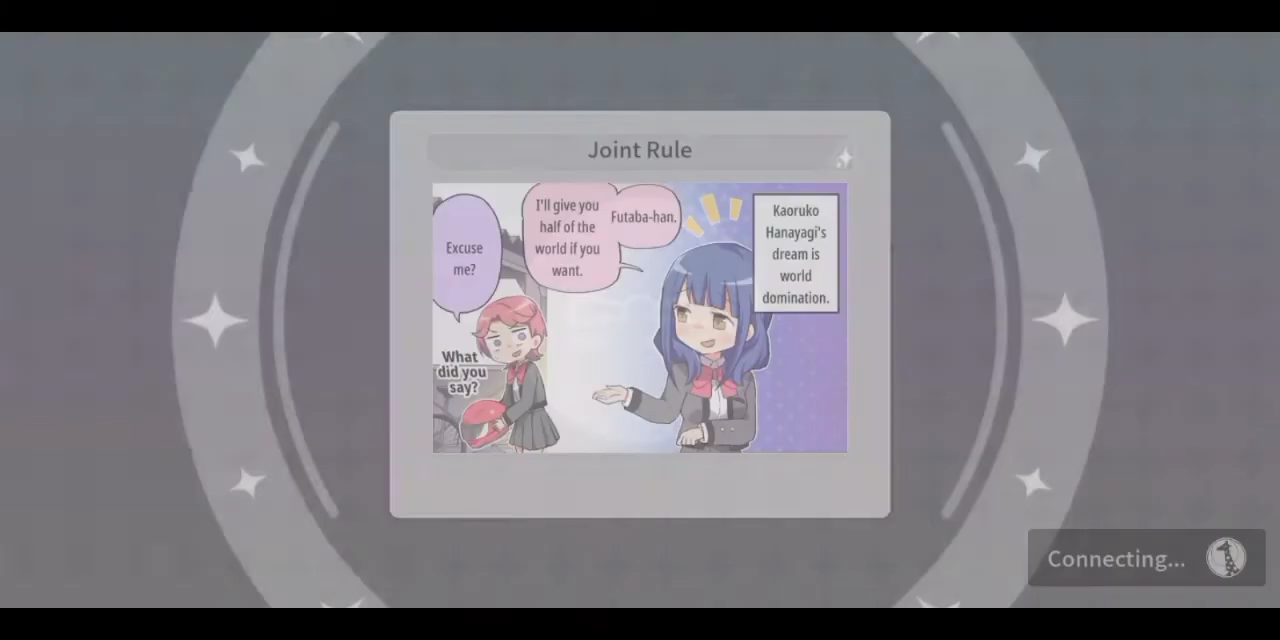 Joint Rule
Kaoruko
Hanayagi's
dream is
world
domination.
Futaba-han.
I'll give you
half of the
world if you
want.
Excuse
me?
What
did you
say?
Connecting...